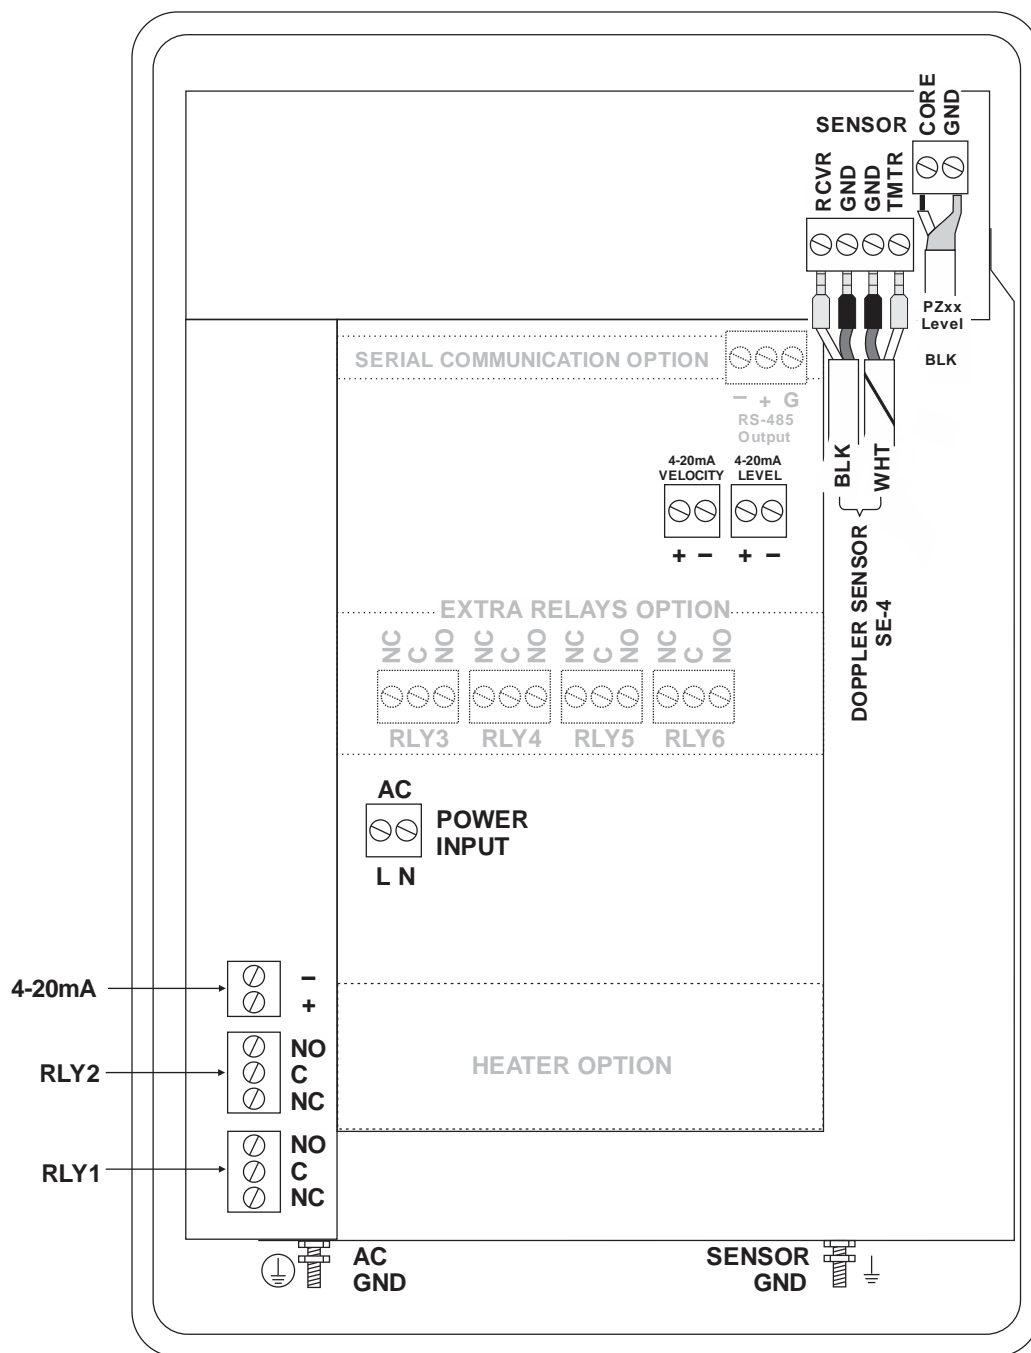 CORE
GND
SENSOR
RCVR
GND
GND
TMTR
PZxx
Level
BLK
SERIAL COMMUNICATION OPTION
− + G
RS-485
Output
BLK
WHT
DOPPLER SENSOR
SE-4
4-20mA
VELOCITY
+ −
4-20mA
LEVEL
+ −
EXTRA RELAYS OPTION
NC C NO NC C NO NC C NO NC C NO
RLY3 RLY4 RLY5 RLY6
AC
POWER
INPUT
L N
4-20mA
−
+
RLY2
NO
C
NC
HEATER OPTION
RLY1
NO
C
NC
AC
GND
SENSOR
GND